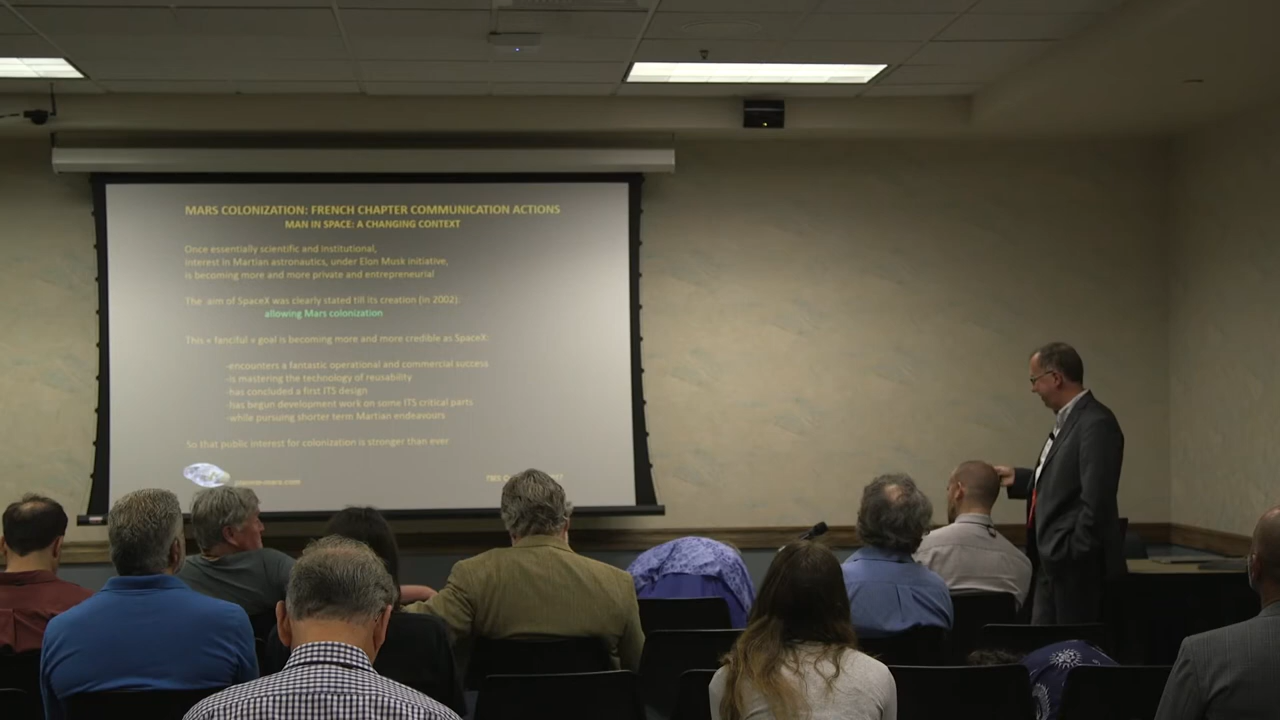 MARS COLONIZATION: FRENCH CHAPTER COMMUNICATION ACTIONS
MAN IN SPACE: A CHANGING CONTEXT
Once essentially scientific and institutional,
interest in Martian astronautics, under Elon Musk initiative,
is becoming more and more private and entrepreneurial
The aim of SpaceX was clearly stated till its creation (in 2002):
allowing Mars colonization
This « fanciful » goal is becoming more and more credible as SpaceX:
-encounters a fantastic operational and commercial success
-is mastering the technology of reusability
-has concluded a first ITS design
-has begun development work on some ITS critical parts
-while pursuing shorter term Martian endeavours
So that public interest for colonization is stronger than ever
planete-mars.com